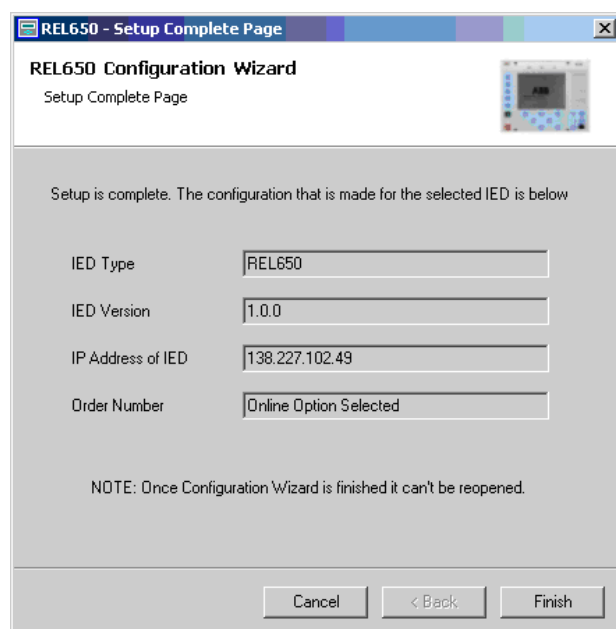 REL650 - Setup Complete Page
REL650 Configuration Wizard
Setup Complete Page
ABB
Setup is complete. The configuration that is made for the selected IED is below
IED Type REL650
IED Version 1.0.0
IP Address of IED 138.227.102.49
Order Number Online Option Selected
NOTE: Once Configuration Wizard is finished it can't be reopened.
Cancel < Back Finish